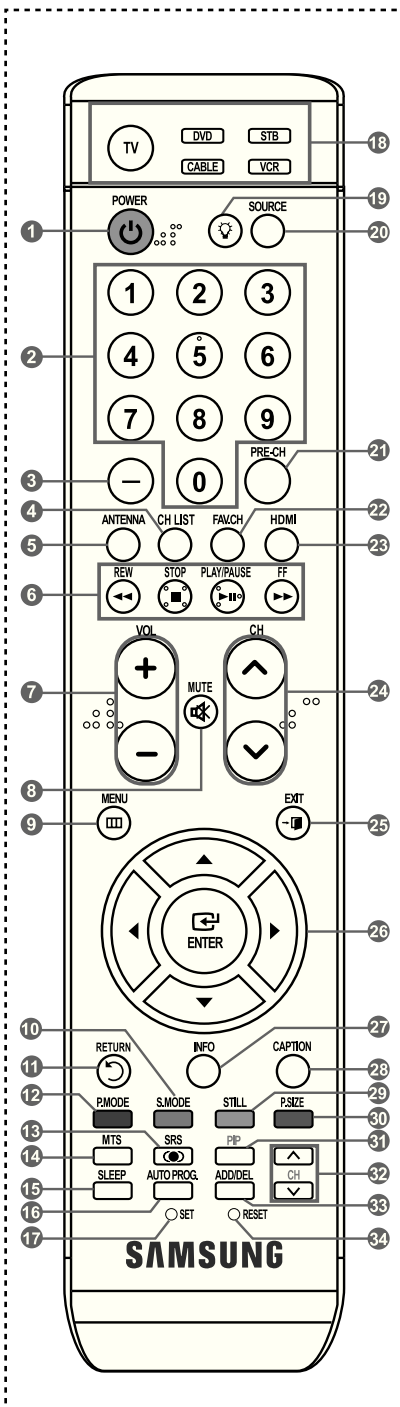 TV DVD STB
CABLE VCR
18
POWER SOURCE
19
1
20
1 2 3
2
4 5 6
7 8 9
PRE-CH
21
3
0
4
22
ANTENNA CH LIST FAV.CH HDMI
5
23
REW STOP PLAY/PAUSE FF
6
VOL CH
7
+
24
MUTE
−
8
MENU EXIT
9
25
ENTER
26
10
27
RETURN INFO CAPTION
11
28
12
29
P.MODE S.MODE STILL P.SIZE
30
13
31
MTS SRS PIP
14
CH
32
SLEEP AUTO PROG. ADD/DEL
15
33
16
17
SET RESET
34
SAMSUNG